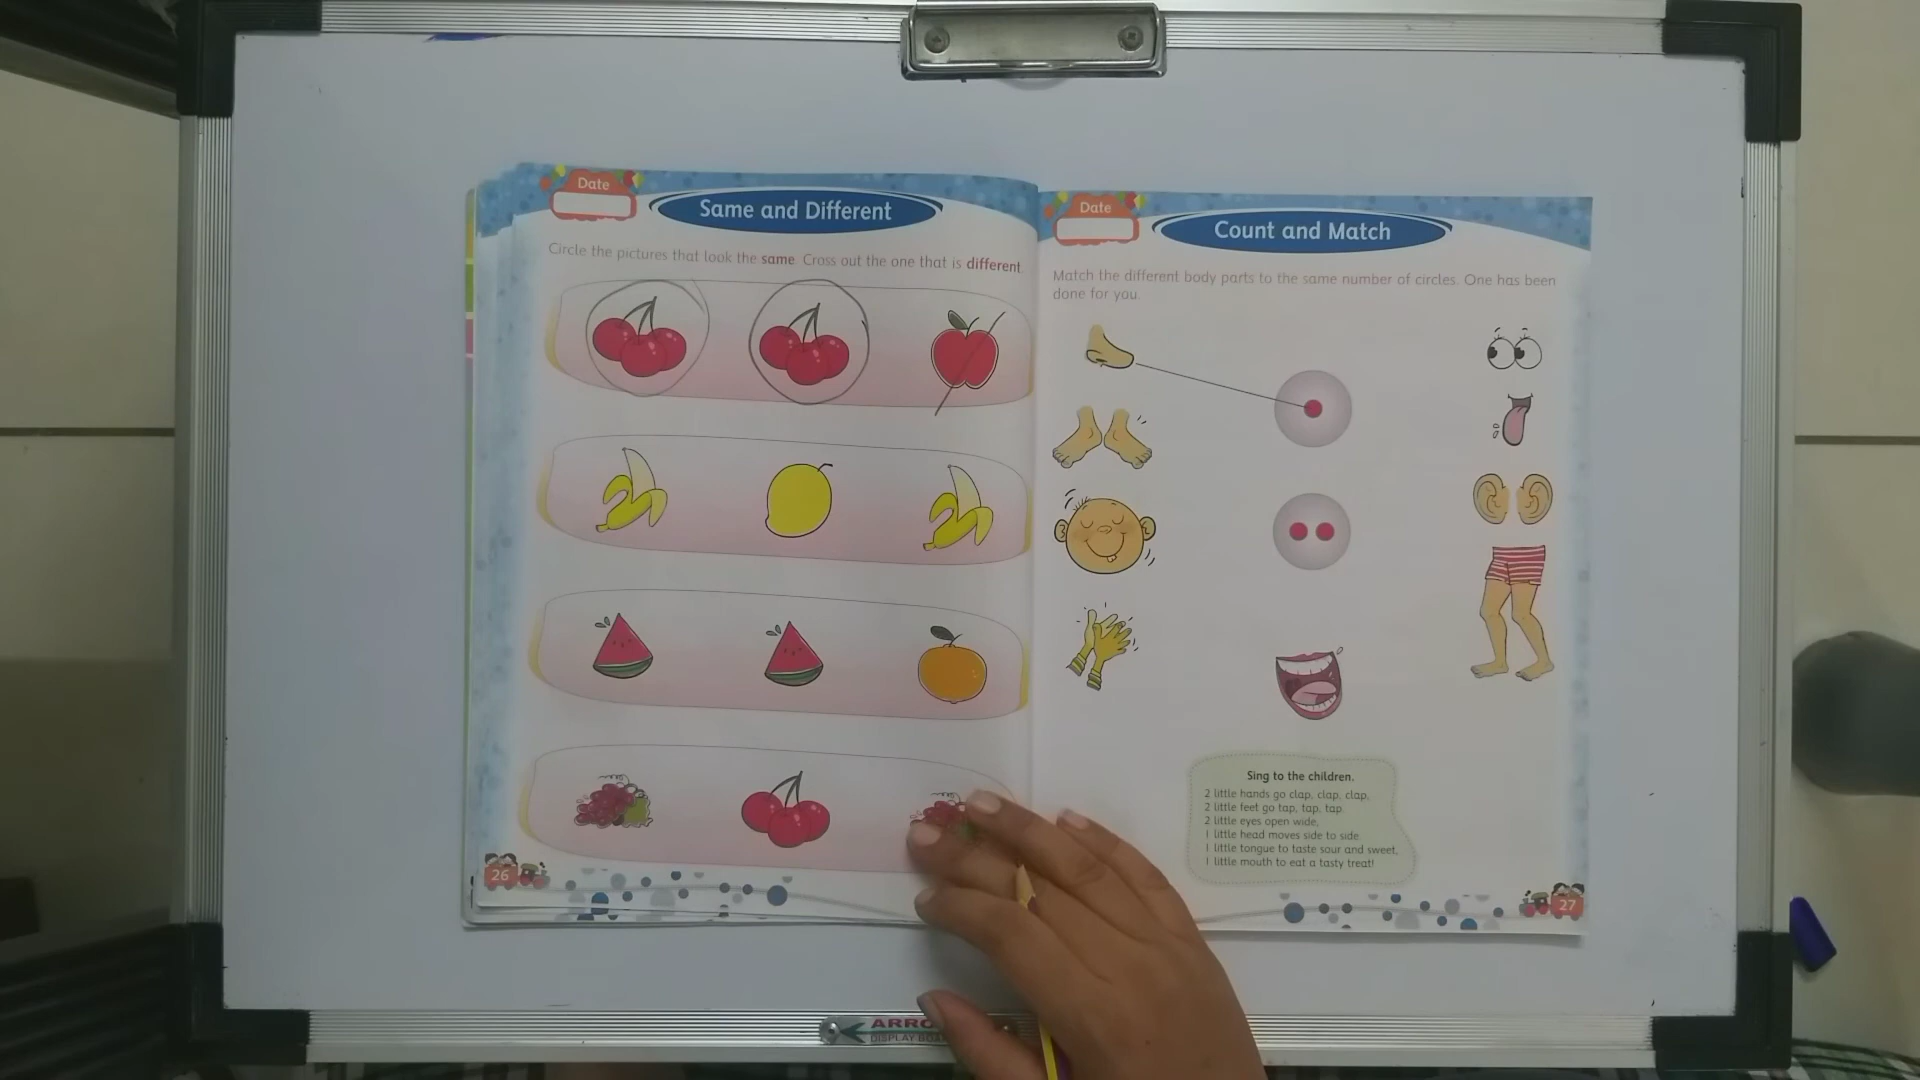 Date
Same and Different
Circle the pictures that look the same. Cross out the one that is different.
26
Date
Count and Match
Match the different body parts to the same number of circles. One has been
done for you.
Sing to the children.
2 little hands go clap, clap, clap,
2 little feet go tap, tap, tap.
2 little eyes open wide,
1 little head moves side to side.
1 little tongue to taste sour and sweet,
1 little mouth to eat a tasty treat!
27